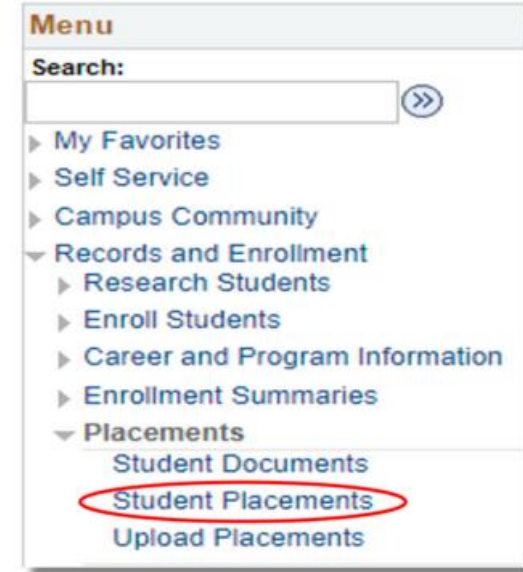 Menu
Search:
My Favorites
Self Service
Campus Community
Records and Enrollment
Research Students
Enroll Students
Career and Program Information
Enrollment Summaries
Placements
Student Documents
Student Placements
Upload Placements